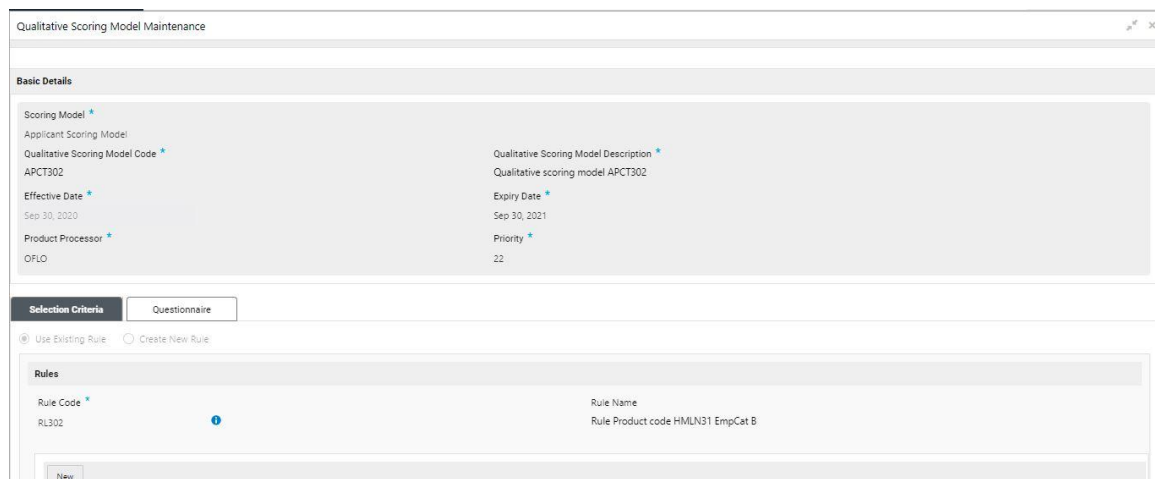 Qualitative Scoring Model Maintenance
Basic Details
Scoring Model *
Applicant Scoring Model
Qualitative Scoring Model Code * Qualitative Scoring Model Description *
APCT302 Qualitative scoring model APCT302
Effective Date * Expiry Date *
Sep 30, 2020 Sep 30, 2021
Product Processor * Priority *
OFLO 22
Selection Criteria Questionnaire
Use Existing Rule Create New Rule
Rules
Rule Code * Rule Name
RL302 Rule Product code HMLN31 EmpCat B
New